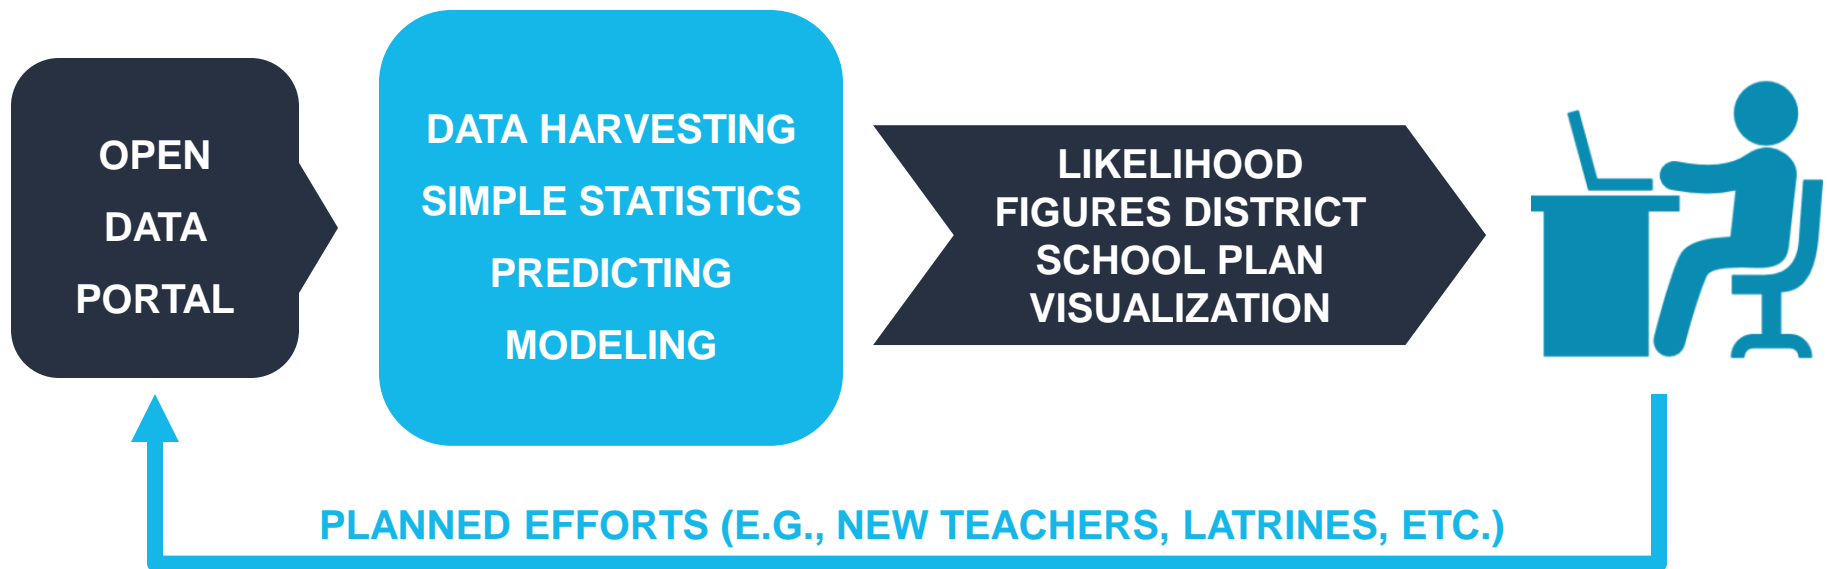 OPEN
DATA
PORTAL
DATA HARVESTING
SIMPLE STATISTICS
PREDICTING
MODELING
LIKELIHOOD
FIGURES DISTRICT
SCHOOL PLAN
VISUALIZATION
PLANNED EFFORTS (E.G., NEW TEACHERS, LATRINES, ETC.)